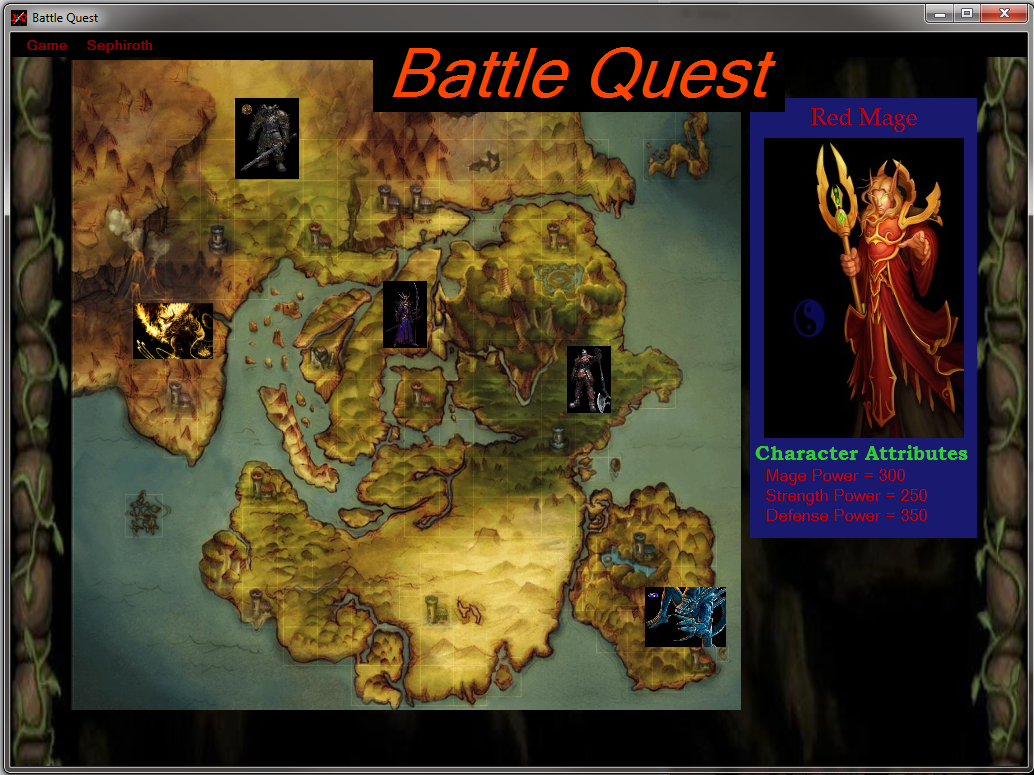 Battle Quest
Game Sephiroth
Battle Quest
Red Mage
Character Attributes
Mage Power = 300
Strength Power = 250
Defense Power = 350